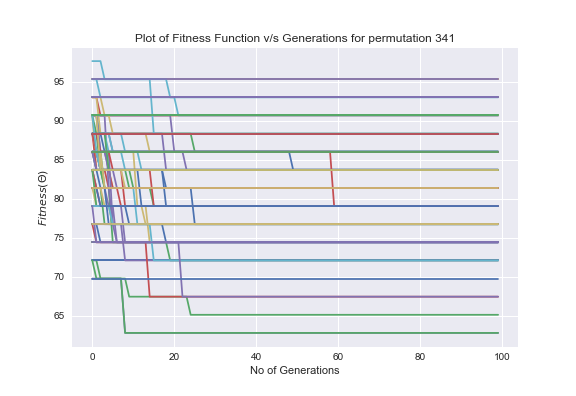 Plot of Fitness Function v/s Generations for permutation 341
Fitness(Θ)
95
90
85
80
75
70
65
0 20 40 60 80 100
No of Generations